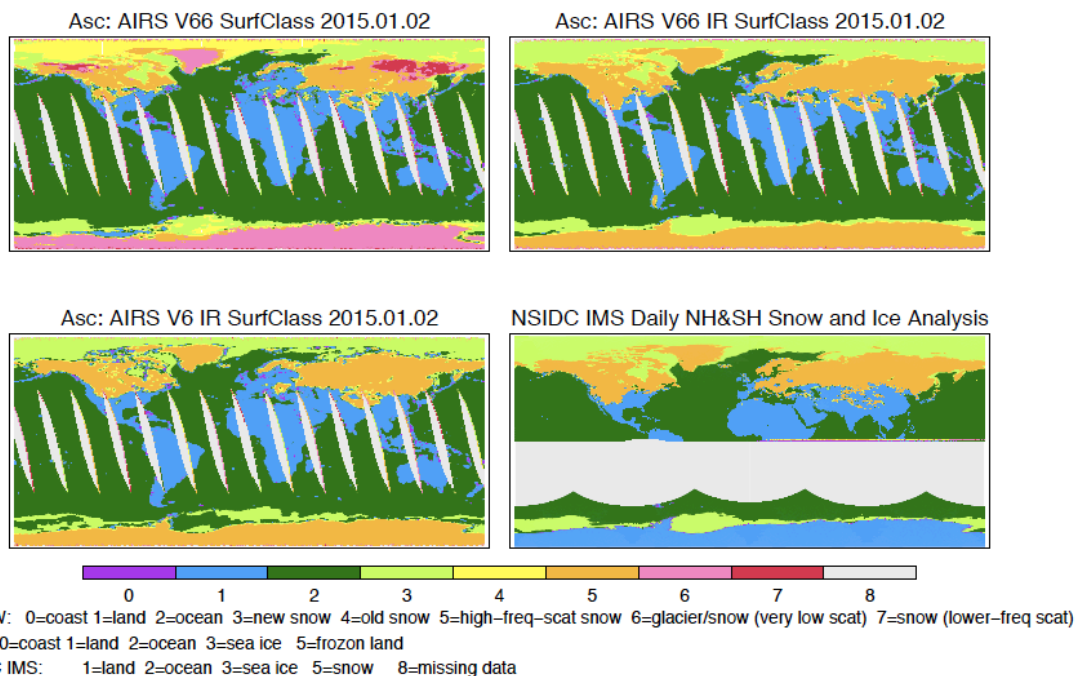 Asc: AIRS V66 SurfClass 2015.01.02
Asc: AIRS V66 IR SurfClass 2015.01.02
Asc: AIRS V6 IR SurfClass 2015.01.02
NSIDC IMS Daily NH&SH Snow and Ice Analysis
0 1 2 3 4 5 6 7 8
0=coast 1=land 2=ocean 3=new snow 4=old snow 5=high-freq-scat snow 6=glacier/snow (very low scat) 7=snow (lower-freq scat)
0=coast 1=land 2=ocean 3=sea ice 5=frozen land
IMS: 1=land 2=ocean 3=sea ice 5=snow 8=missing data